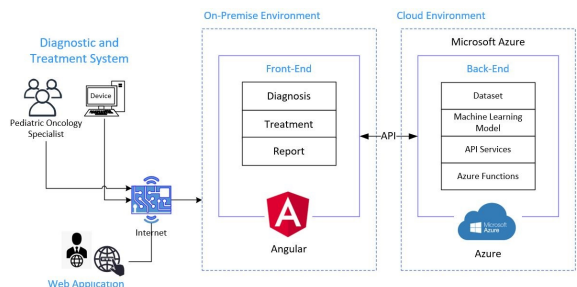 On-Premise Environment
Cloud Environment
Diagnostic and
Treatment System
Device
Pediatric Oncology
Specialist
Internet
Web Application
Front-End
Diagnosis
Treatment
Report
Angular
API
Microsoft Azure
Back-End
Dataset
Machine Learning
Model
API Services
Azure Functions
Microsoft
Azure
Azure